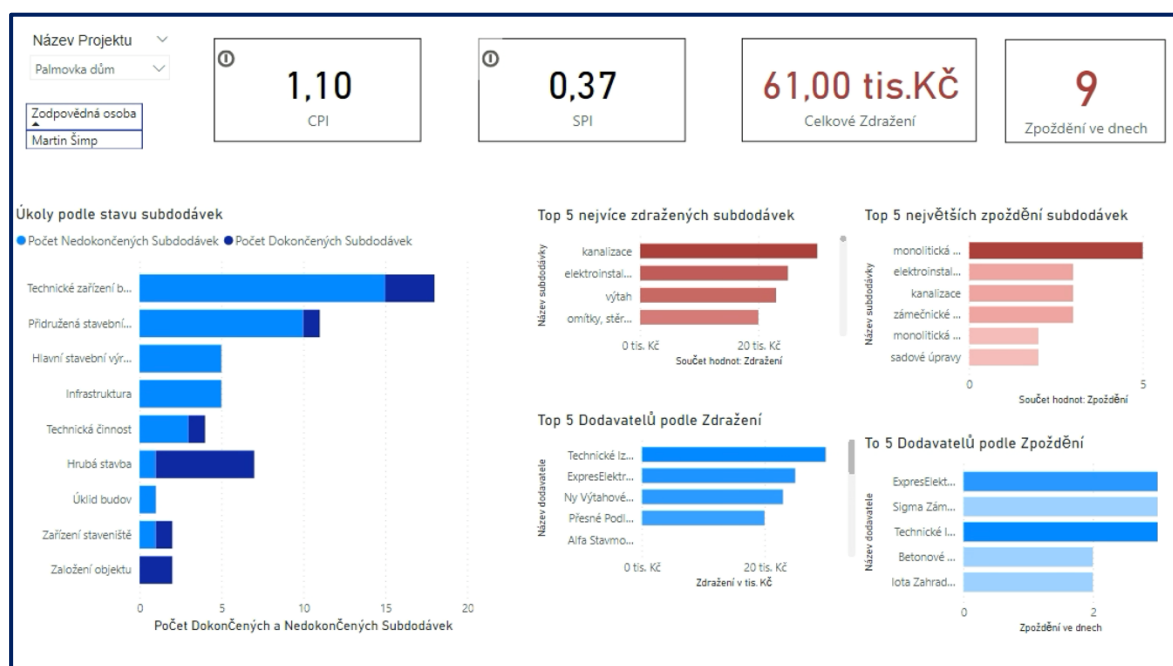 Název Projektu
Palmovka dům
Zodpovědná osoba
Martin Šimp
1,10
CPI
0,37
SPI
61,00 tis.Kč
Celkové Zdražení
9
Zpoždění ve dnech
Úkoly podle stavu subdodávek
Počet Nedokončených Subdodávek Počet Dokončených Subdodávek
Technické zařízení b...
Přidružená stavební...
Hlavní stavební výr...
Infrastruktura
Technická činnost
Hrubá stavba
Úklid budov
Zařízení staveniště
Založení objektu
0 5 10 15 20
Počet Dokončených a Nedokončených Subdodávek
Top 5 nejvíce zdražených subdodávek
Název subdodávky
kanalizace
elektroinstal...
výtah
omítky, stěr...
0 tis. Kč 20 tis. Kč
Součet hodnot: Zdražení
Top 5 největších zpoždění subdodávek
Název subdodávky
monolitická ...
elektroinstal...
kanalizace
zámečnické ...
monolitická ...
sadové úpravy
0 5
Součet hodnot: Zpoždění
Top 5 Dodavatelů podle Zdražení
Název dodavatele
Technické Iz...
ExpresElektr...
Ny Výtahové...
Přesné Podl...
Alfa Stavmo...
0 tis. Kč 20 tis. Kč
Zdražení v tis. Kč
To 5 Dodavatelů podle Zpoždění
Název dodavatele
ExpresElekt...
Sigma Zám...
Technické I...
Betonové ...
Iota Zahrad...
0 2
Zpoždění ve dnech